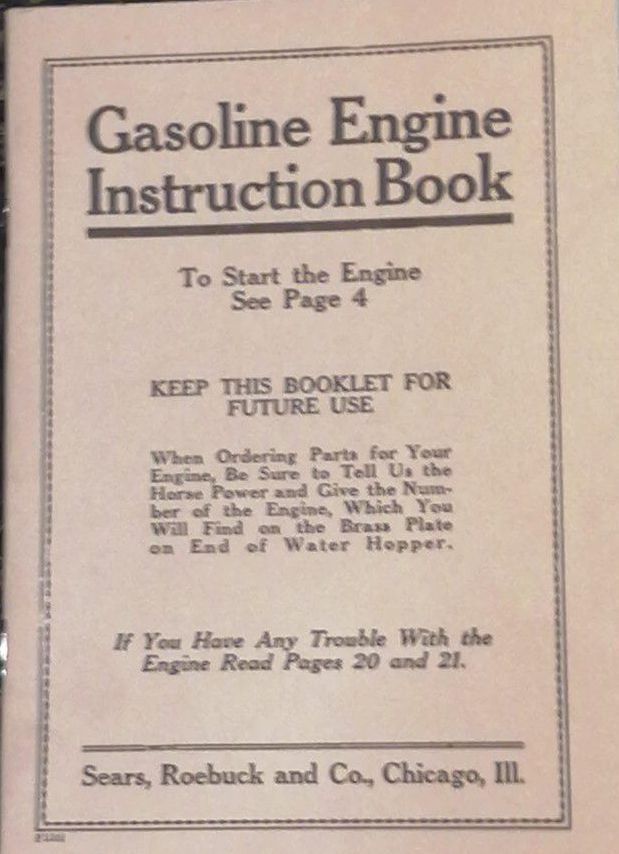 Gasoline Engine
Instruction Book
To Start the Engine
See Page 4
KEEP THIS BOOKLET FOR
FUTURE USE
When Ordering Parts for Your
Engine, Be Sure to Tell Us the
Horse Power and Give the Num-
ber of the Engine, Which You
Will Find on the Brass Plate
on End of Water Hopper.
If You Have Any Trouble With the
Engine Read Pages 20 and 21.
Sears, Roebuck and Co., Chicago, Ill.